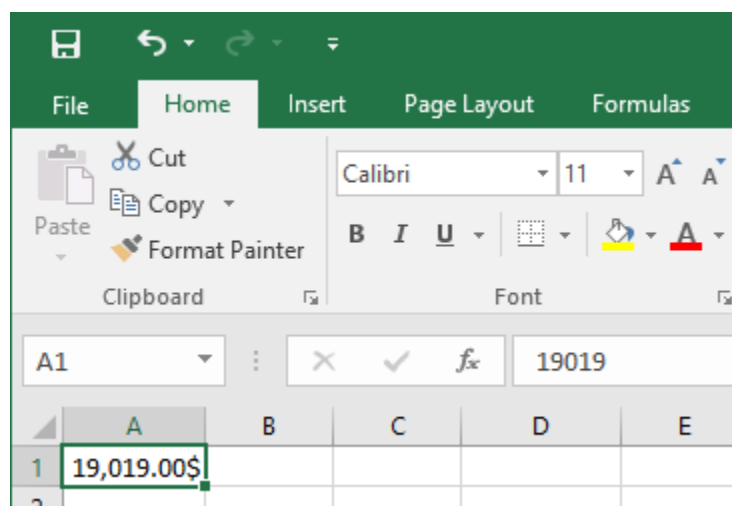 File Home Insert Page Layout Formulas
Cut
Calibri 11 A A
Copy
Paste
B I U A
Format Painter
Clipboard Font
A1 fx 19019
A B C D E
1 19,019.00$